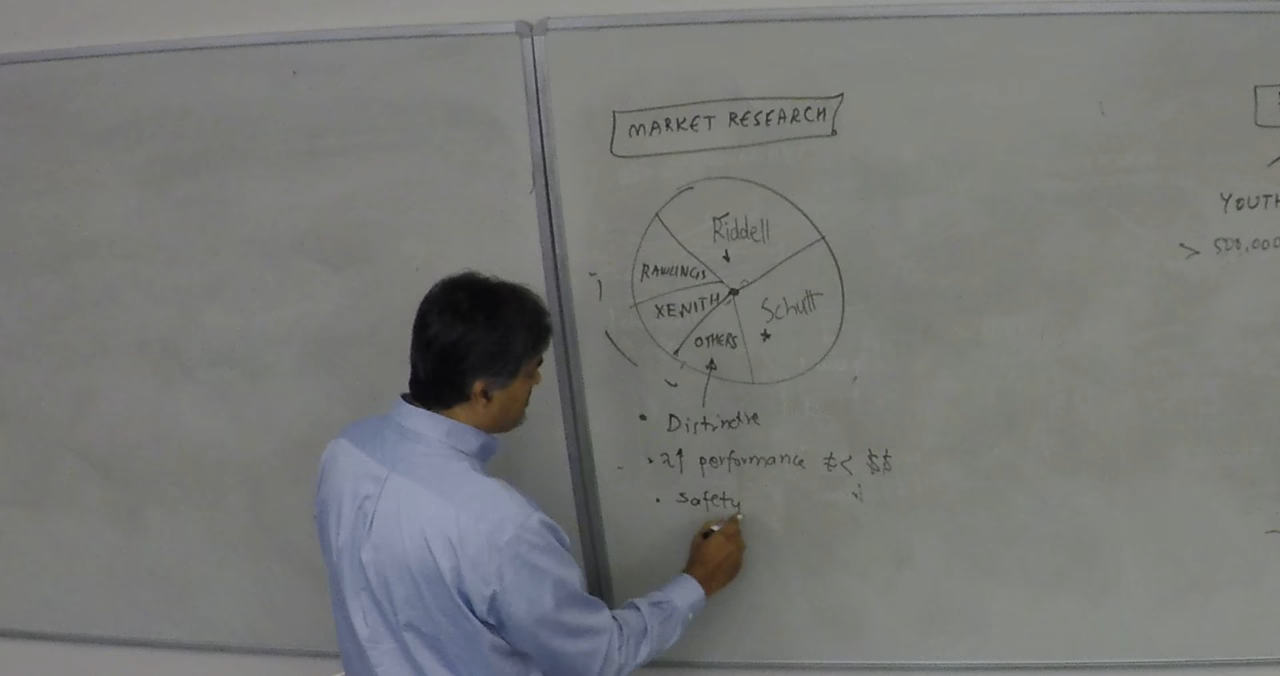 MARKET RESEARCH
Riddell
RAWLINGS
XENITH
Schutt
OTHERS
• Distinctive
• performance < $$
• safety
YOUTH
> 500,000